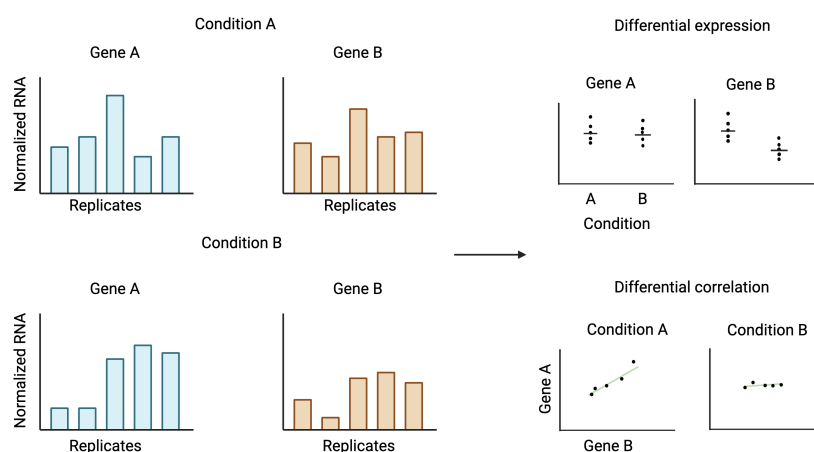 Condition A
Gene A
Gene B
Normalized RNA
Replicates
Replicates
Condition B
Gene A
Gene B
Normalized RNA
Replicates
Replicates
Differential expression
Gene A
Gene B
A
B
Condition
Differential correlation
Condition A
Condition B
Gene A
Gene B